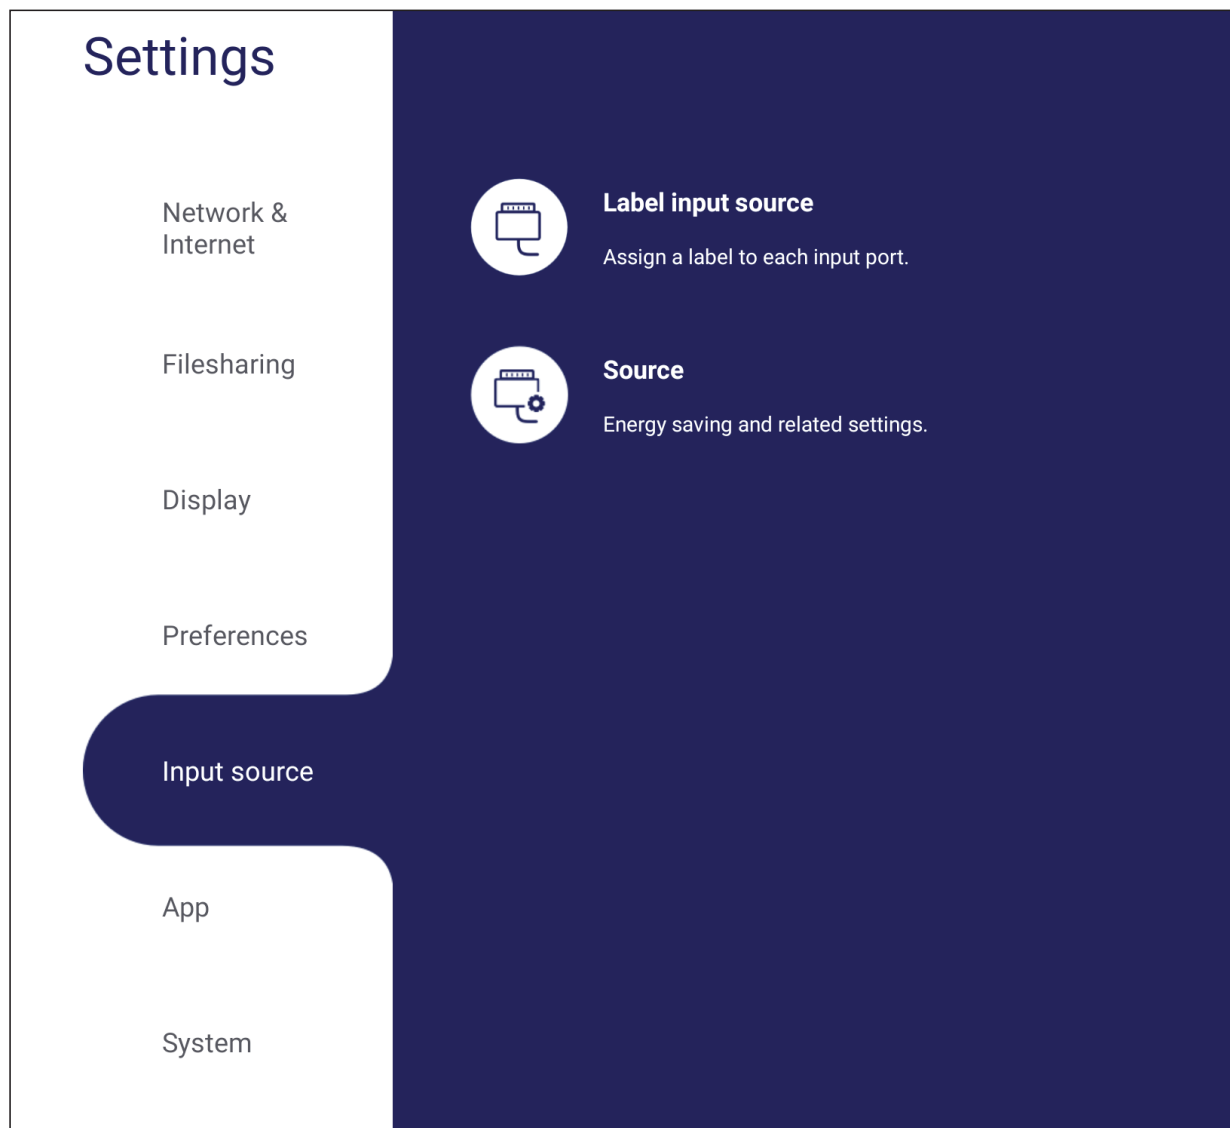 Settings
Network &
Internet
Filesharing
Display
Preferences
Input source
App
System
Label input source
Assign a label to each input port.
Source
Energy saving and related settings.